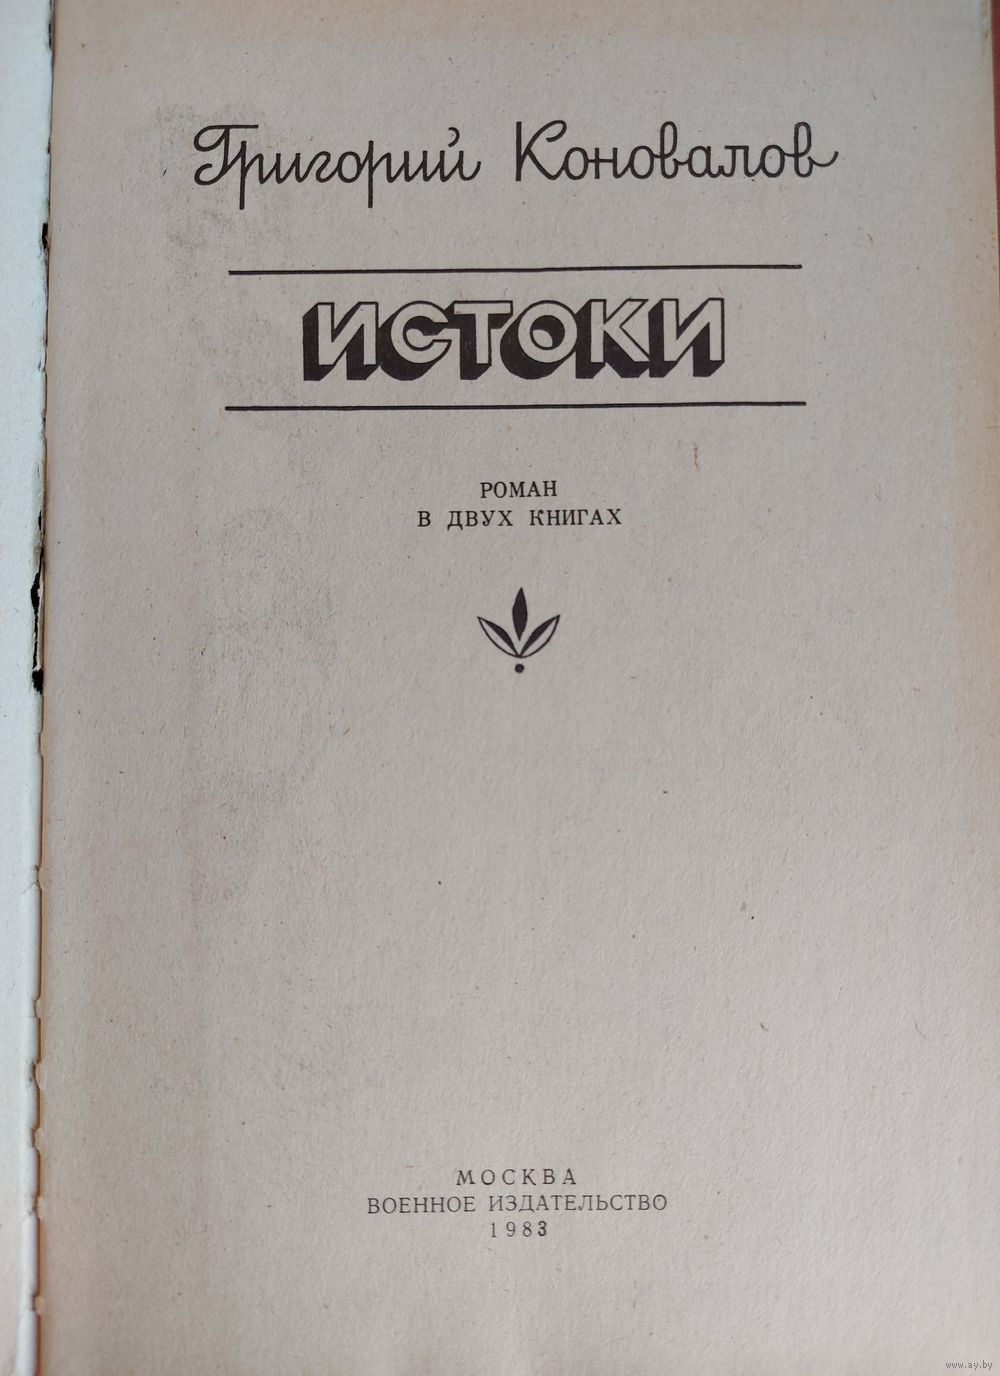 Григорий Коновалов
ИСТОКИ
РОМАН
В ДВУХ КНИГАХ
МОСКВА
ВОЕННОЕ ИЗДАТЕЛЬСТВО
1983
www.ay.by